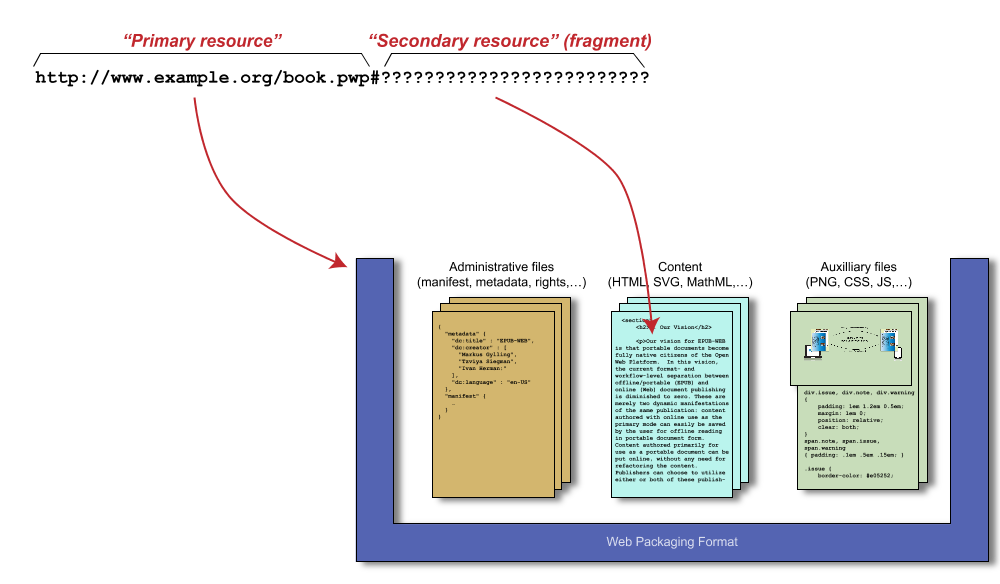 “Primary resource” “Secondary resource” (fragment)
http://www.example.org/book.pwp#????????????????????????
Administrative files
(manifest, metadata, rights,…)
Content
(HTML, SVG, MathML,…)
Auxilliary files
(PNG, CSS, JS,…)
{
"metadata" {
"dc:title" : "EPUB-WEB",
"dc:creator" : [
"Markus Gylling",
"Tzviya Siegman",
"Ivan Herman:"
],
"dc:language" : "en-US"
},
"manifest" {
…
}
}
<section
<h2> Our Vision</h2>
<p>Our vision for EPUB-WEB
is that portable documents become
fully native citizens of the Open
Web Platform. In this vision,
the current format- and
workflow-level separation between
offline/portable (EPUB) and
online (Web) document publishing
is diminished to zero. These are
merely two dynamic manifestations
of the same publication: content
authored with online use as the
primary mode can easily be saved
by the user for offline reading
in portable document form.
Content authored primarily for
use as a portable document can be
put online, without any need for
refactoring the content.
Publishers can choose to utilize
either or both of these publish-
div.issue, div.note, div.warning
{
padding: 1em 1.2em 0.5em;
margin: 1em 0;
position: relative;
clear: both;
}
span.note, span.issue,
span.warning
{ padding: .1em .5em .15em; }
.issue {
border-color: #e05252;
Web Packaging Format